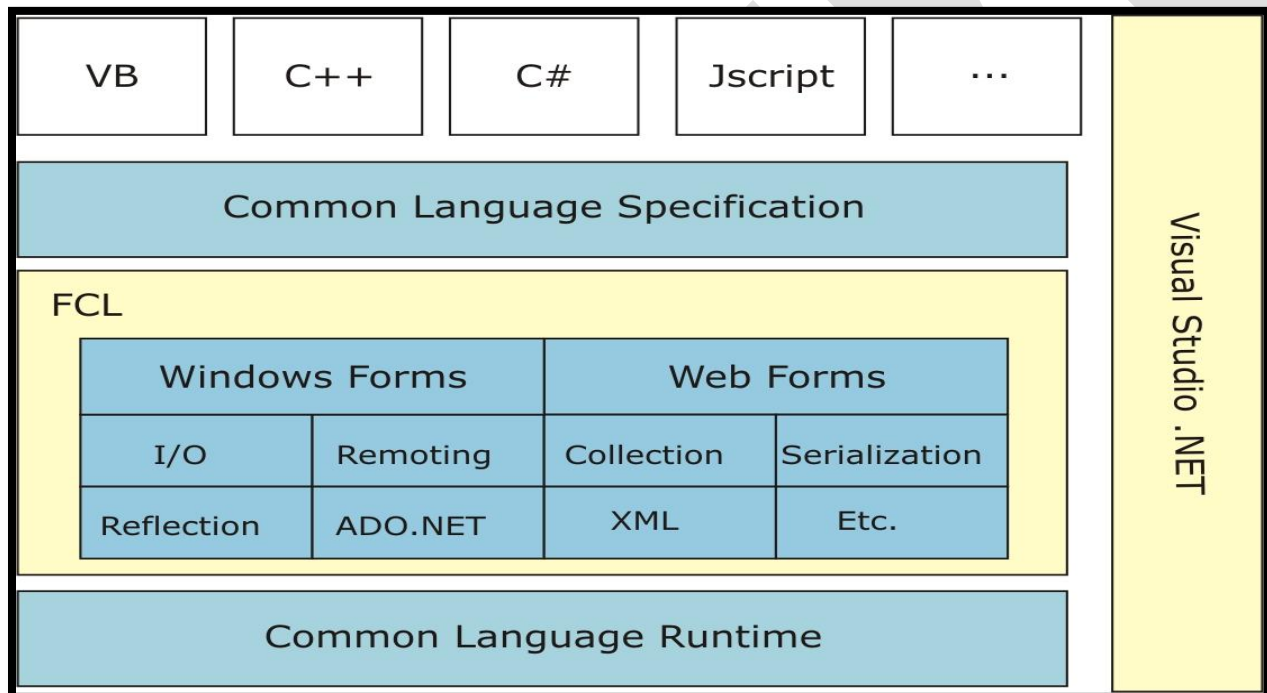 VB C++ C# Jscript ...
Common Language Specification
FCL
Windows Forms Web Forms
I/O Remoting Collection Serialization
Reflection ADO.NET XML Etc.
Common Language Runtime
Visual Studio .NET